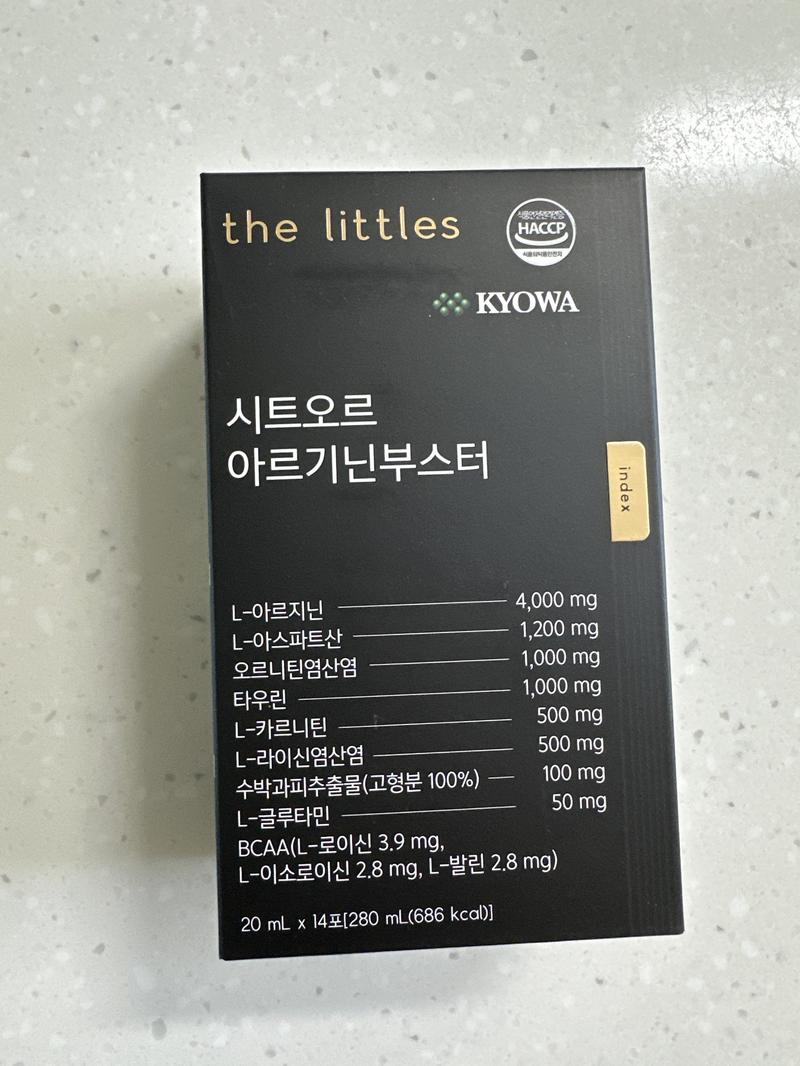 the littles
HACCP
KYOWA
시트오르
아르기닌부스터
index
L-아르지닌 4,000 mg
L-아스파트산 1,200 mg
오르니틴염산염 1,000 mg
타우린 1,000 mg
L-카르니틴 500 mg
L-라이신염산염 500 mg
수박과피추출물(고형분 100%) 100 mg
L-글루타민 50 mg
BCAA(L-로이신 3.9 mg,
L-이소로이신 2.8 mg, L-발린 2.8 mg)
20 mL x 14포[280 mL(686 kcal)]